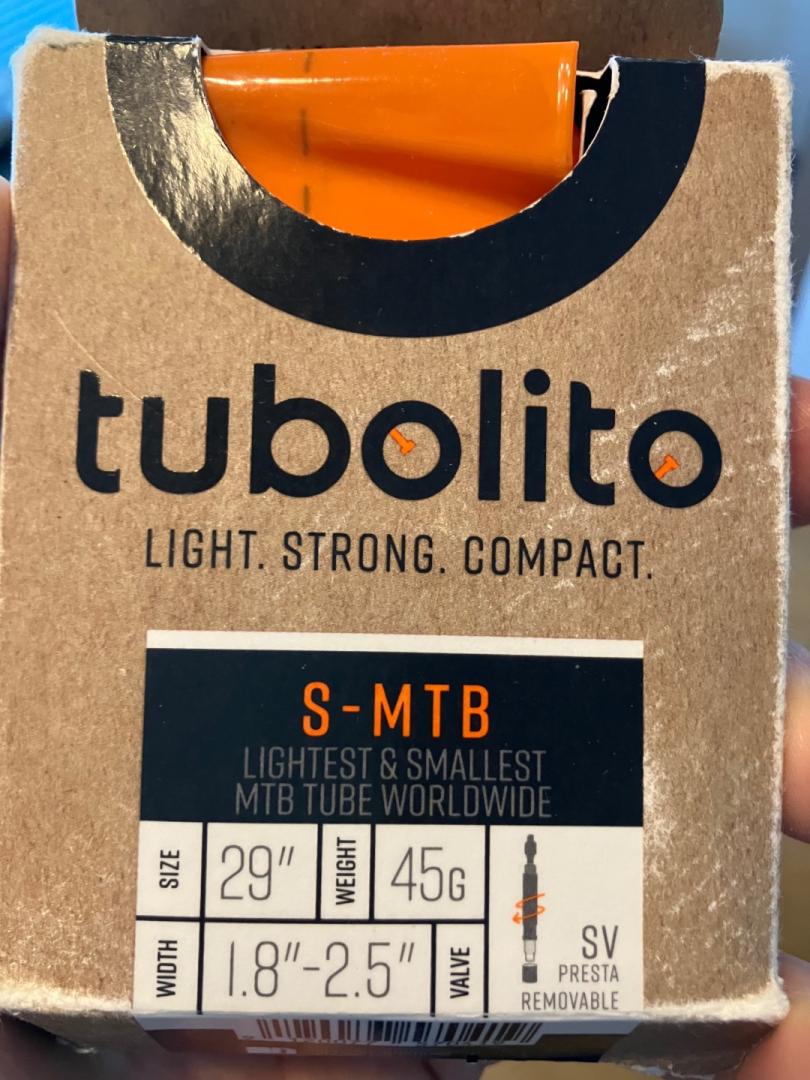 tubolito
LIGHT. STRONG. COMPACT.
S-MTB
LIGHTEST & SMALLEST
MTB TUBE WORLDWIDE
SIZE
29"
WEIGHT
45G
WIDTH
1.8"-2.5"
VALVE
SV
PRESTA
REMOVABLE